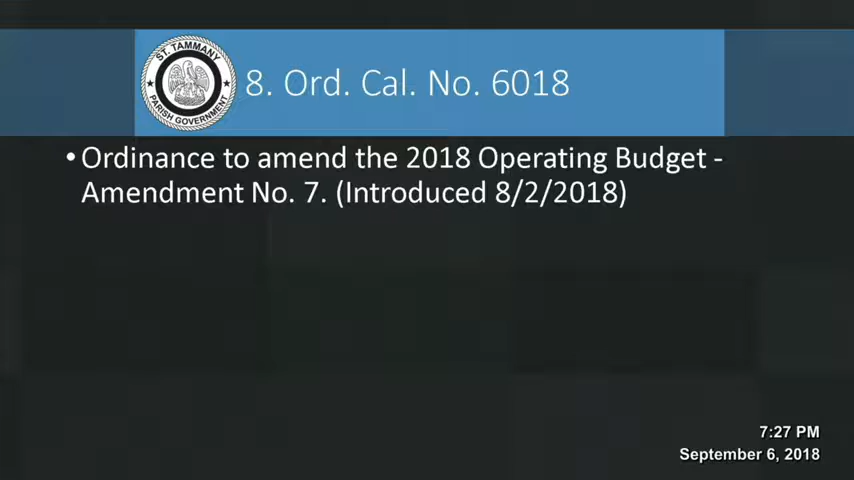 ST. TAMMANY
PARISH GOVERNMENT
8. Ord. Cal. No. 6018
• Ordinance to amend the 2018 Operating Budget -
Amendment No. 7. (Introduced 8/2/2018)
7:27 PM
September 6, 2018